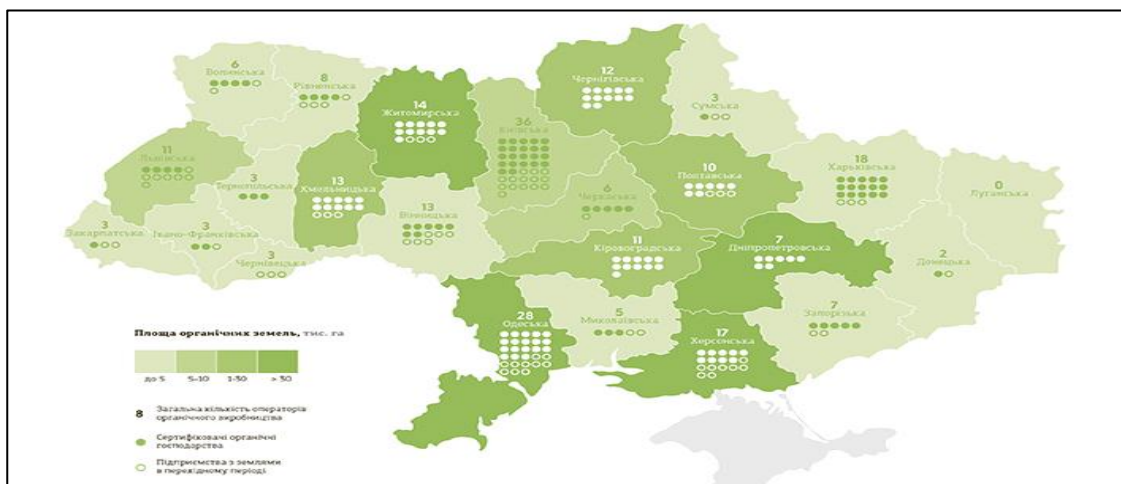 6
Волинська
8
Рівненська
14
Житомирська
36
Київська
12
Чернігівська
3
Сумська
11
Львівська
3
Тернопільська
13
Хмельницька
13
Вінницька
6
Черкаська
10
Полтавська
18
Харківська
0
Луганська
3
Закарпатська
3
Івано-Франківська
3
Чернівецька
11
Кіровоградська
7
Дніпропетровська
2
Донецька
28
Одеська
5
Миколаївська
17
Херсонська
7
Запорізька
Площа органічних земель, тис. га
до 5
5-10
1-30
> 30
8
Загальна кількість операторів
органічного виробництва
Сертифіковані органічні
господарства
Підприємства з землями
в перехідному періоді